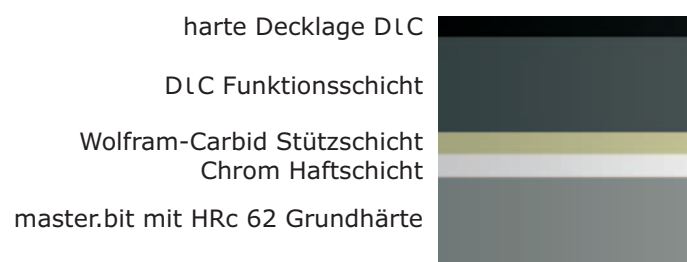 harte Decklage DLC
DLC Funktionsschicht
Wolfram-Carbid Stützschicht
Chrom Haftschicht
master.bit mit HRc 62 Grundhärte